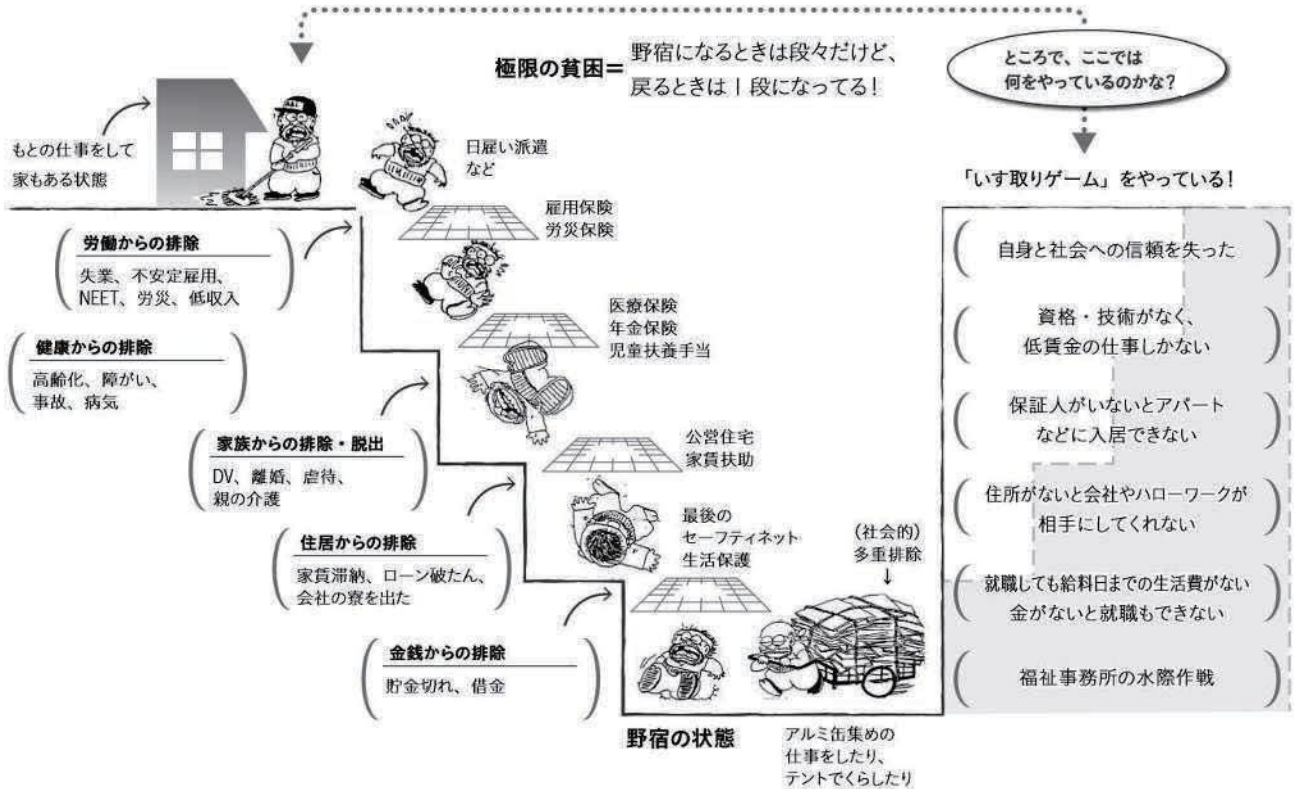 極限の貧困＝
野宿になるときは段々だけど、
戻るときは1段になってる！
ところで、ここでは
何をやっているのかな？
「いす取りゲーム」をやっている！
もとの仕事をして
家もある状態
日雇い派遣
など
雇用保険
労災保険
労働からの排除
失業、不安定雇用、
NEET、労災、低収入
医療保険
年金保険
児童扶養手当
健康からの排除
高齢化、障がい、
事故、病気
公営住宅
家賃扶助
家族からの排除・脱出
DV、離婚、虐待、
親の介護
最後の
セーフティネット
生活保護
住居からの排除
家賃滞納、ローン破たん、
会社の寮を出た
金銭からの排除
貯金切れ、借金
（社会的）
多重排除
野宿の状態
アルミ缶集めの
仕事をしたり、
テントでくらしたり
自身と社会への信頼を失った
資格・技術がなく、
低賃金の仕事しかない
保証人がいないとアパート
などに入居できない
住所がないと会社やハローワークが
相手にしてくれない
就職しても給料日までの生活費がない
金がないと就職もできない
福祉事務所の水際作戦